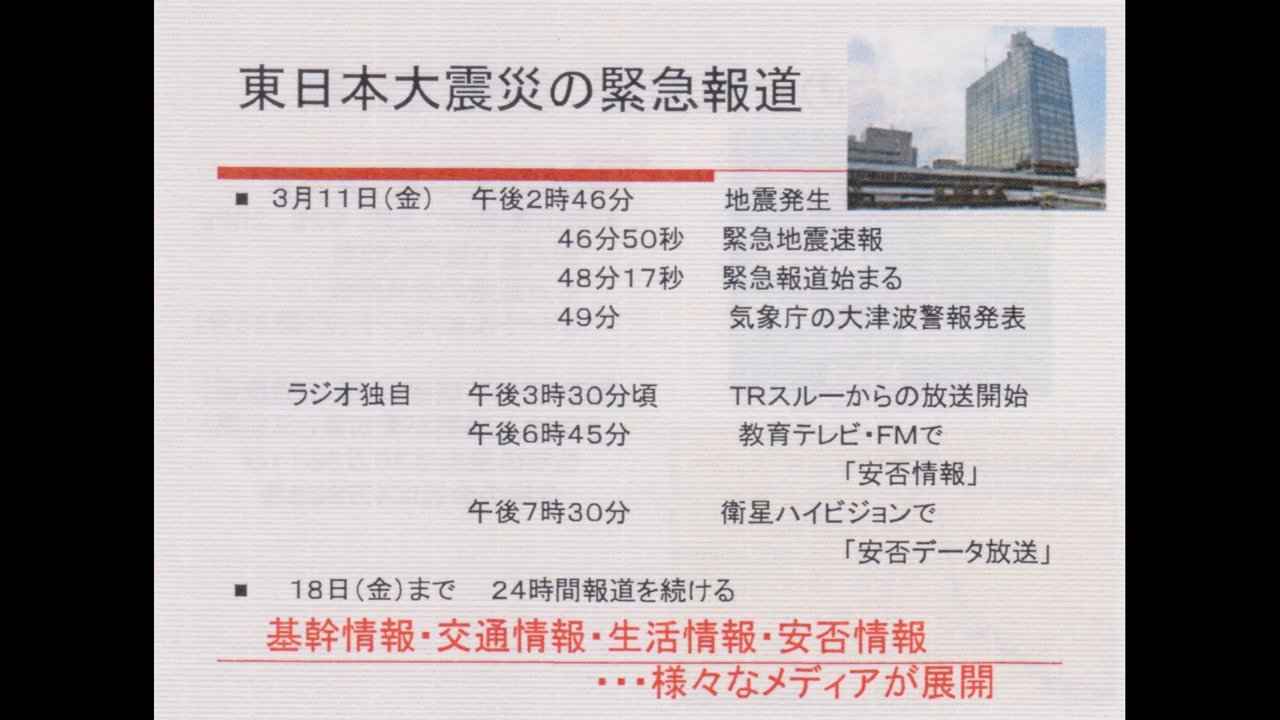 東日本大震災の緊急報道
■ 3月11日(金) 午後2時46分 地震発生
46分50秒 緊急地震速報
48分17秒 緊急報道始まる
49分 気象庁の大津波警報発表
ラジオ独自 午後3時30分頃 TRスルーからの放送開始
午後6時45分 教育テレビ・FMで
「安否情報」
午後7時30分 衛星ハイビジョンで
「安否データ放送」
■ 18日(金)まで 24時間報道を続ける
基幹情報・交通情報・生活情報・安否情報
・・・様々なメディアが展開